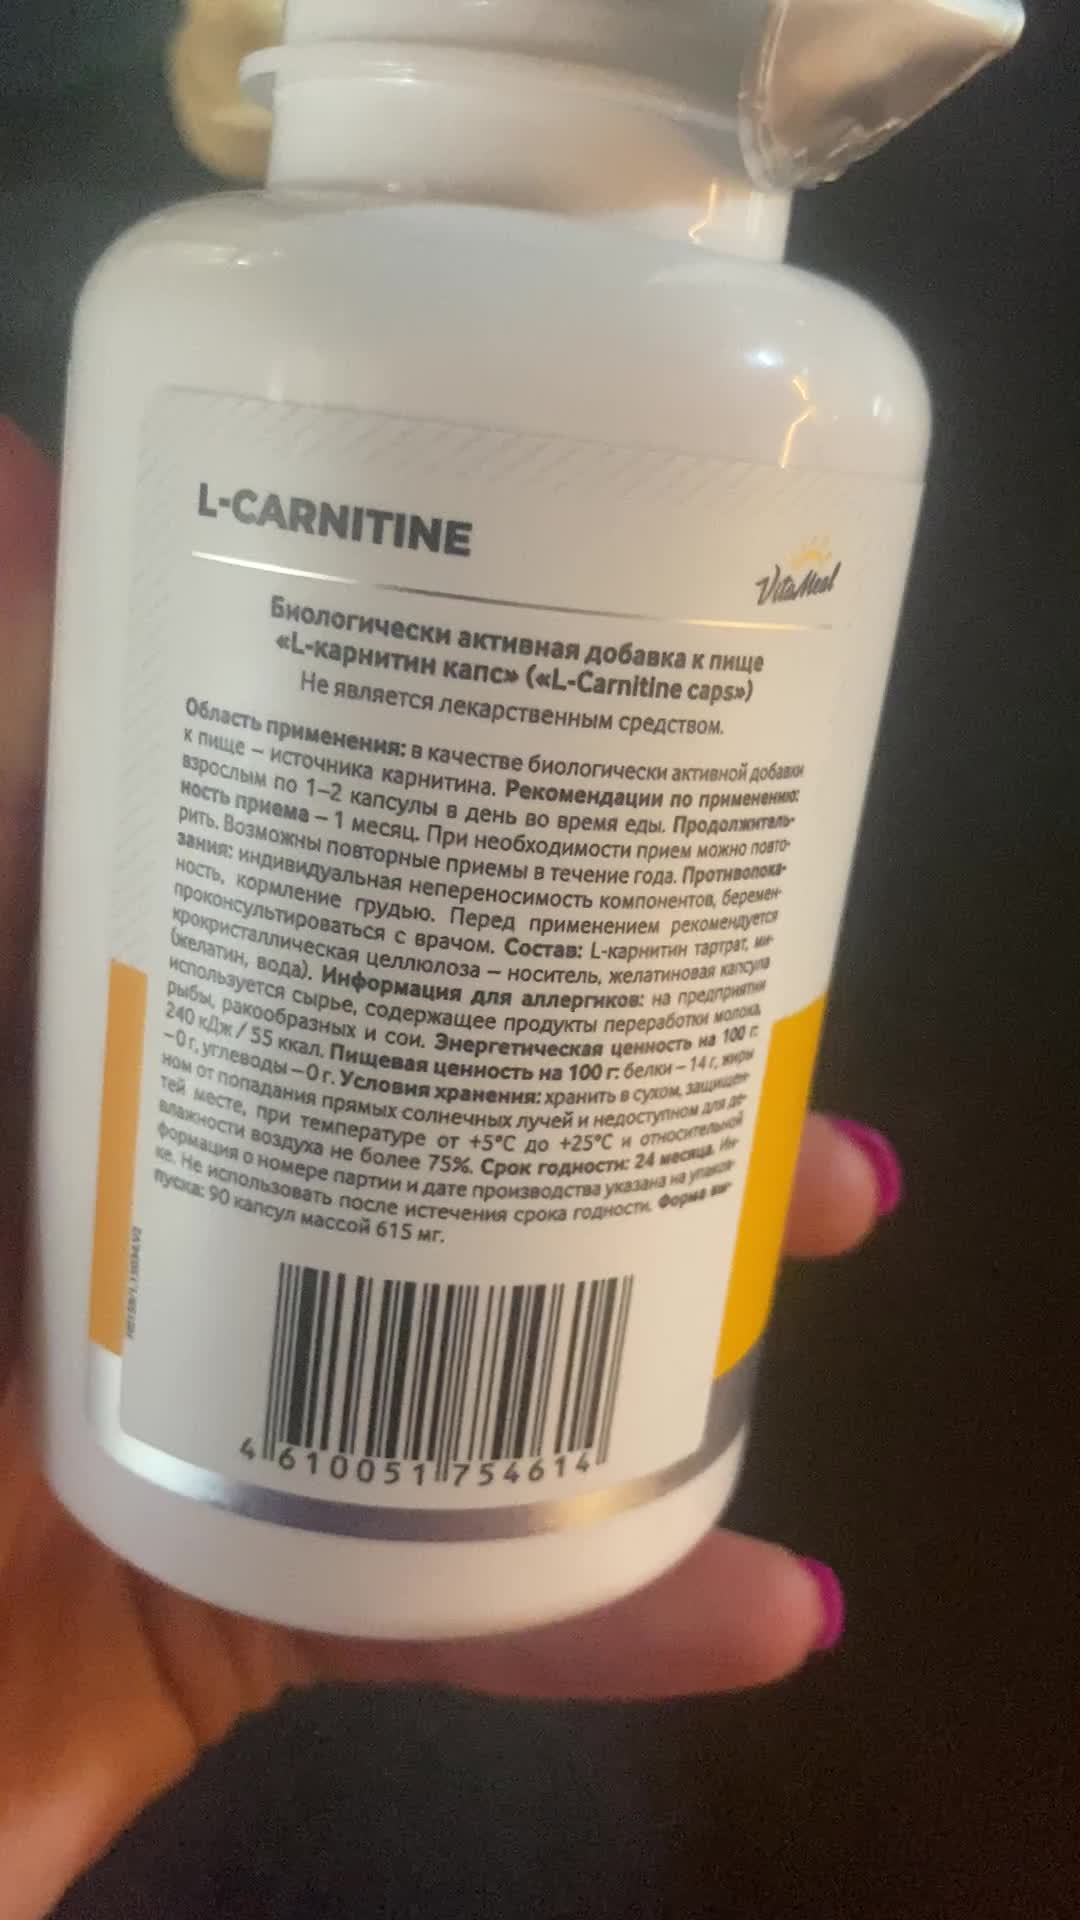 L-CARNITINE
VitaMeal
Биологически активная добавка к пище
«L-карнитин капс» («L-Carnitine caps»)
Не является лекарственным средством.
Область применения: в качестве биологически активной добавки
к пище – источника карнитина. Рекомендации по применению:
взрослым по 1–2 капсулы в день во время еды. Продолжитель-
ность приема – 1 месяц. При необходимости прием можно повто-
рить. Возможны повторные приемы в течение года. Противопока-
зания: индивидуальная непереносимость компонентов, беремен-
ность, кормление грудью. Перед применением рекомендуется
проконсультироваться с врачом. Состав: L-карнитин тартрат, ми-
крокристаллическая целлюлоза – носитель, желатиновая капсула
(желатин, вода). Информация для аллергиков: на предприятии
используется сырье, содержащее продукты переработки молока,
рыбы, ракообразных и сои. Энергетическая ценность на 100 г:
240 кДж / 55 ккал. Пищевая ценность на 100 г: белки – 14 г, жиры
– 0 г, углеводы – 0 г. Условия хранения: хранить в сухом, защищен-
ном от попадания прямых солнечных лучей и недоступном для де-
тей месте, при температуре от +5°C до +25°C и относительной
влажности воздуха не более 75%. Срок годности: 24 месяца. Ин-
формация о номере партии и дате производства указана на упаков-
ке. Не использовать после истечения срока годности. Форма вы-
пуска: 90 капсул массой 615 мг.
4 610051 754614